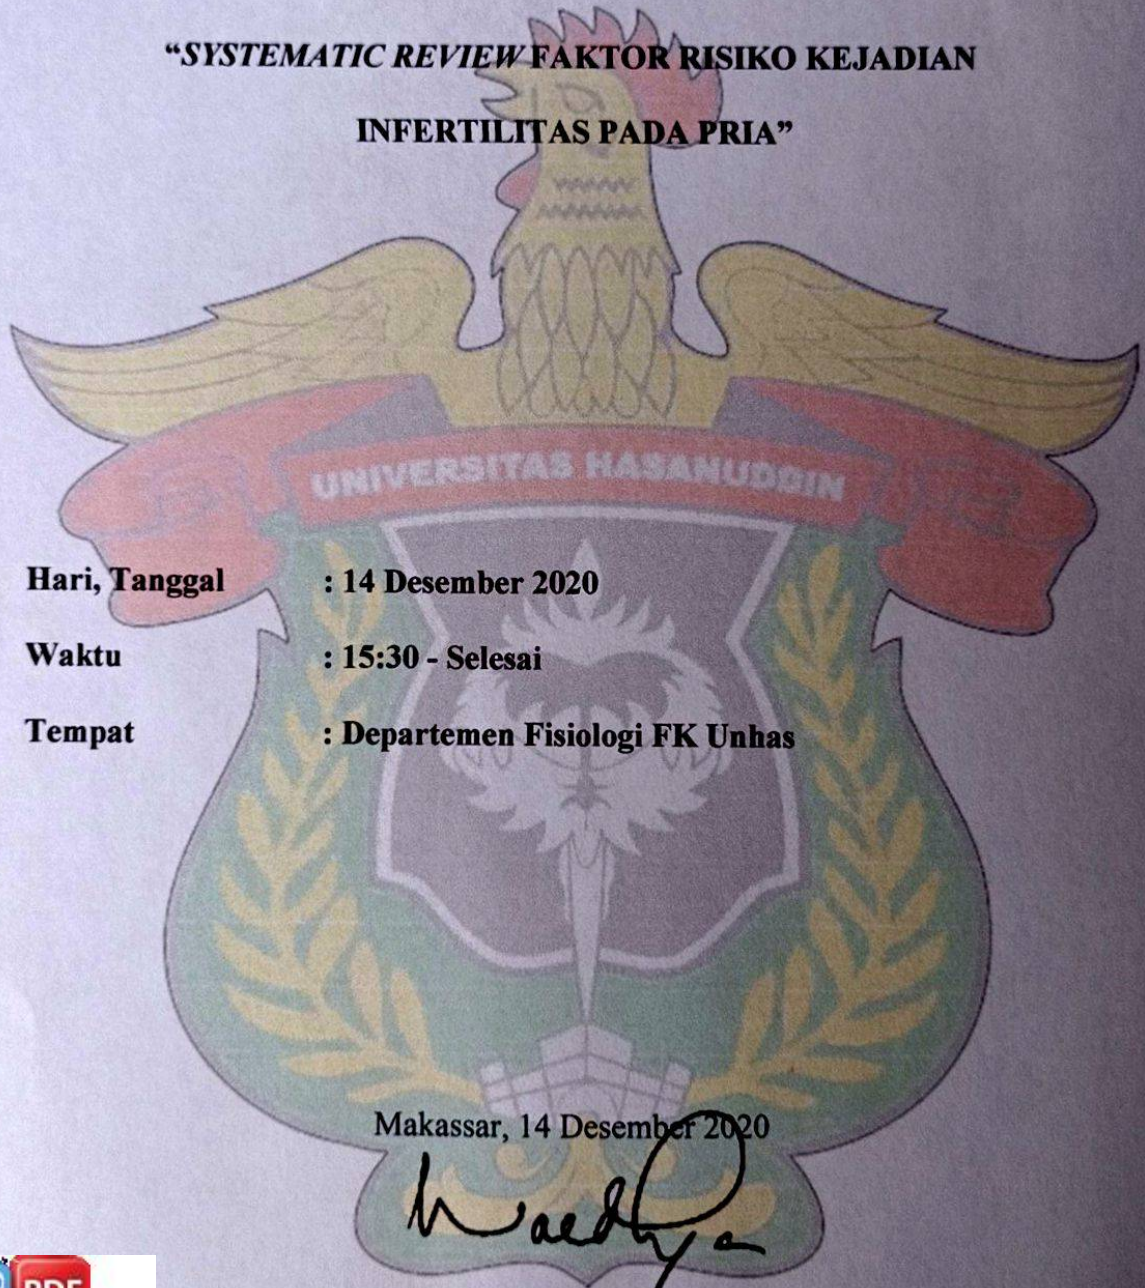 “SYSTEMATIC REVIEW FAKTOR RISIKO KEJADIAN
INFERTILITAS PADA PRIA”
UNIVERSITAS HASANUDDIN
Hari, Tanggal : 14 Desember 2020
Waktu : 15:30 - Selesai
Tempat : Departemen Fisiologi FK Unhas
Makassar, 14 Desember 2020
PDF